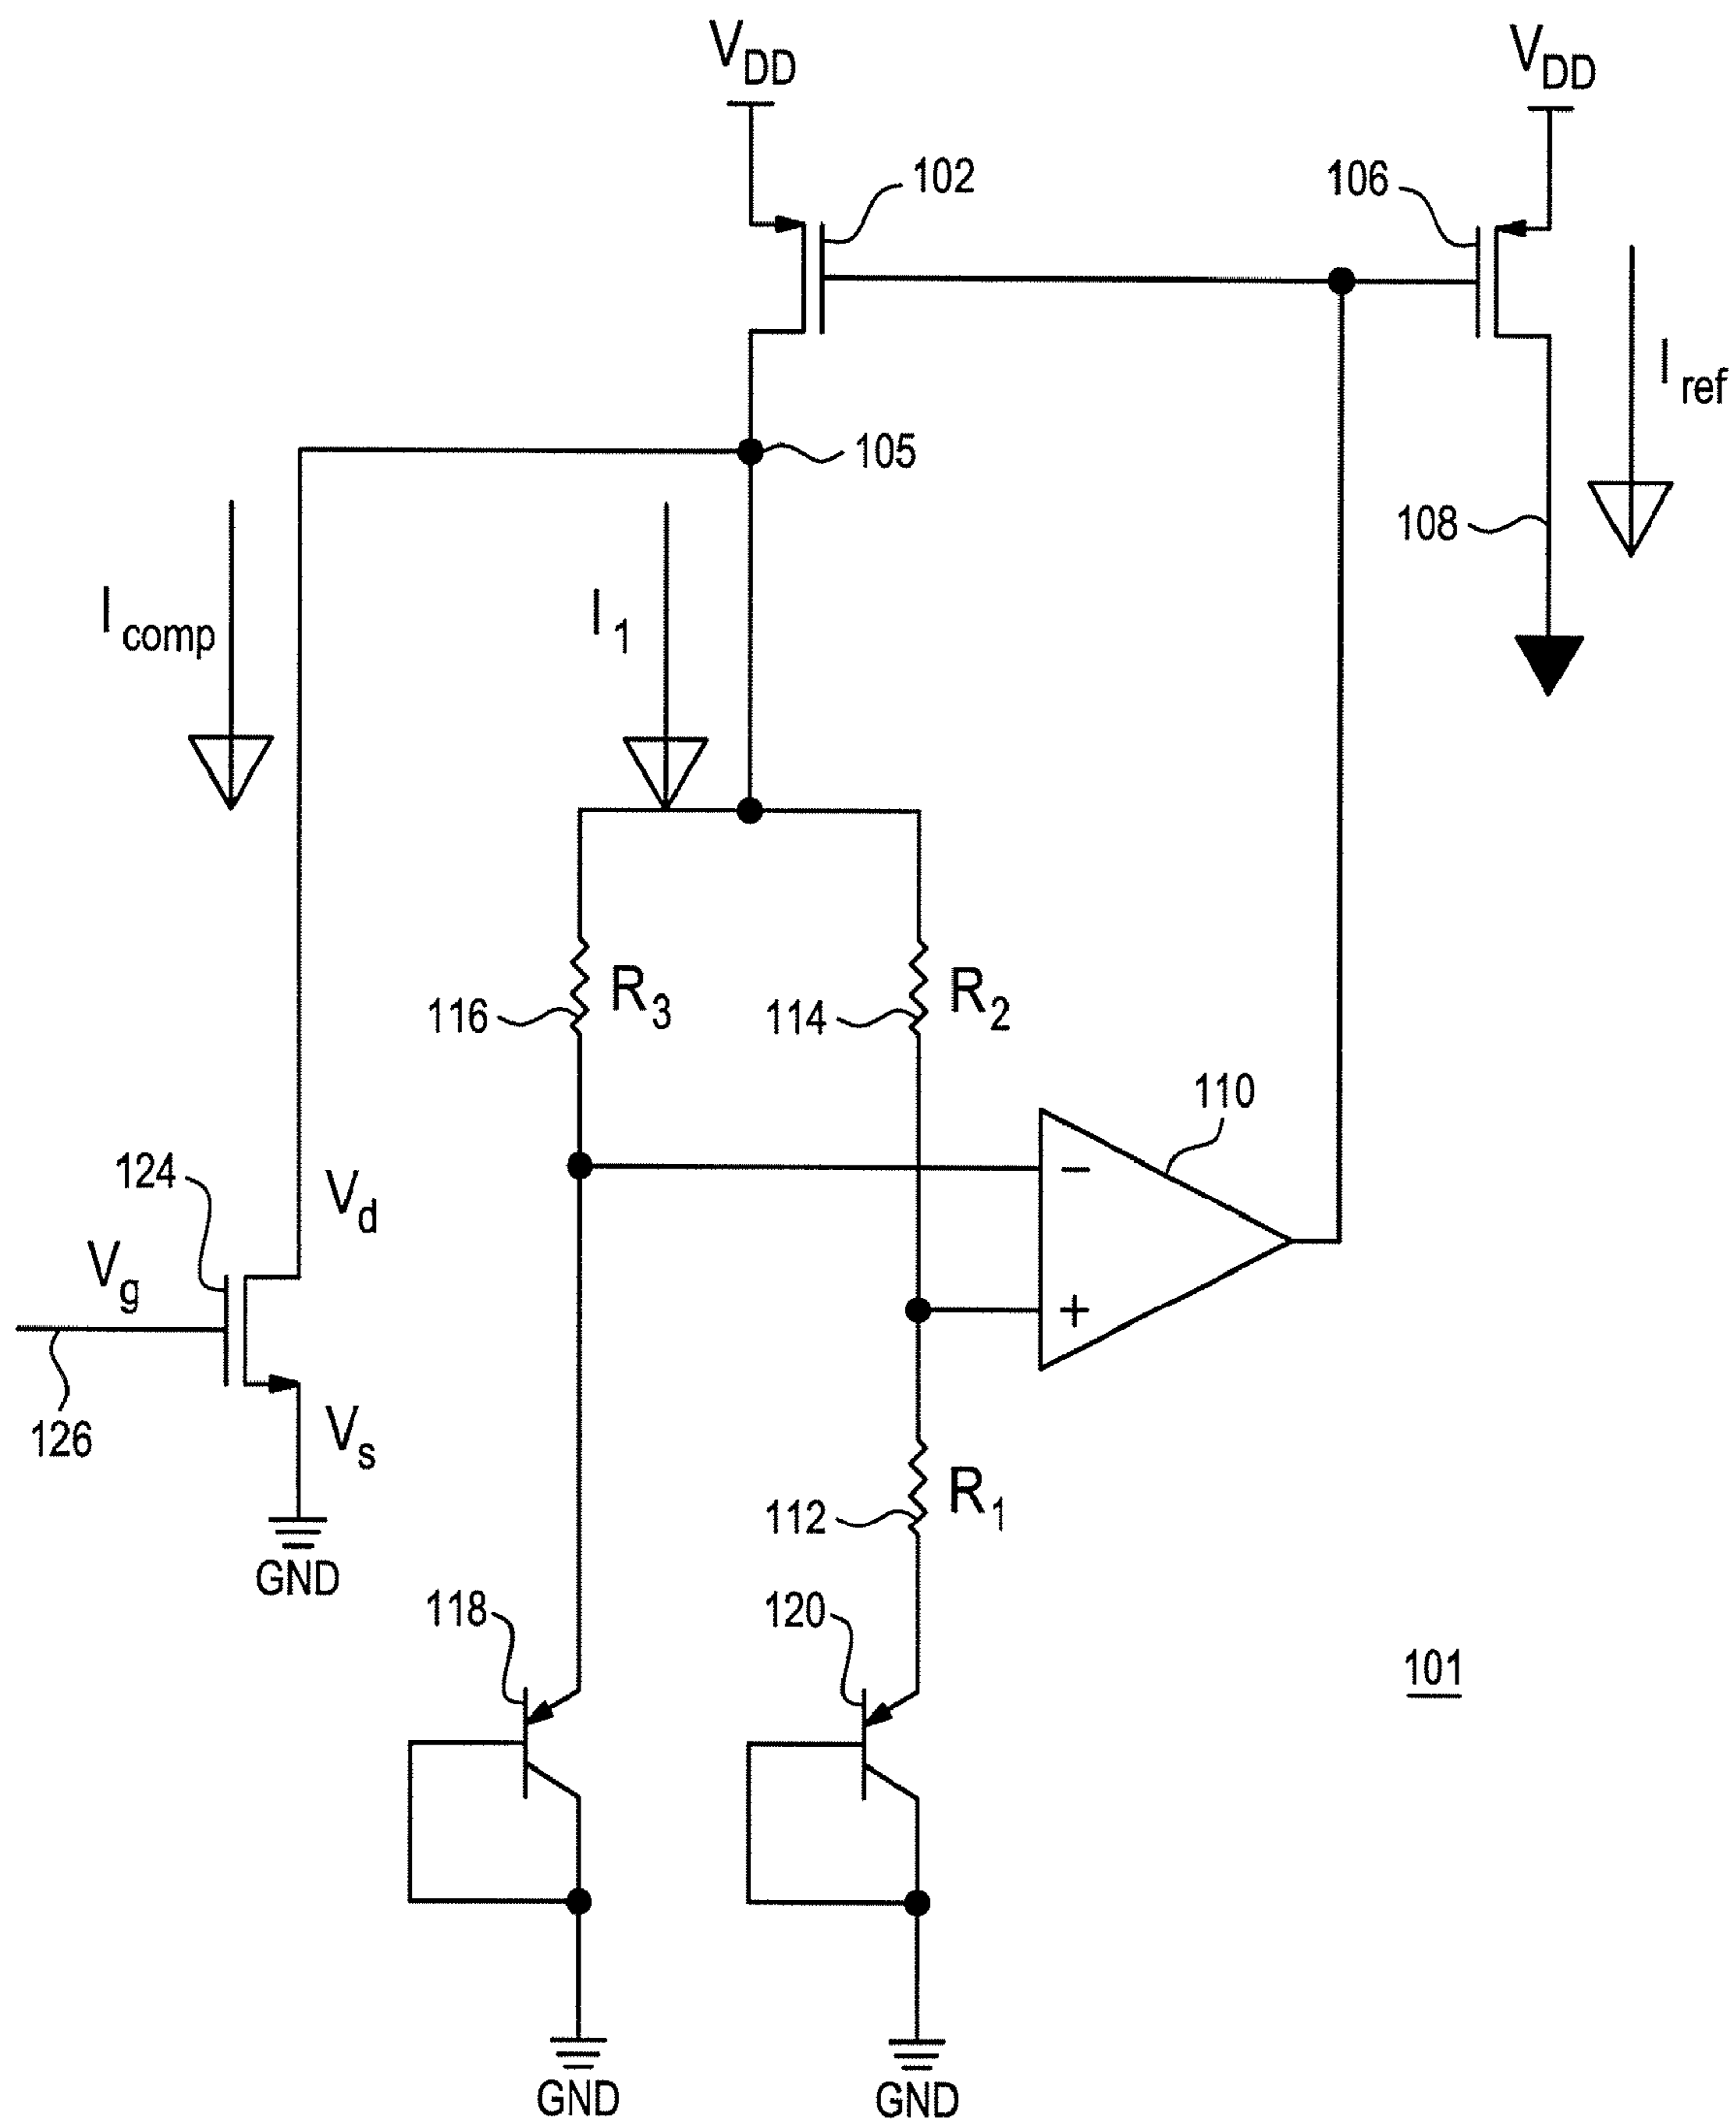 VDD
VDD
102
106
Iref
105
108
Icomp
I1
R3
R2
116
114
110
124
Vd
Vg
−
+
126
Vs
R1
112
GND
118
120
101
GND
GND